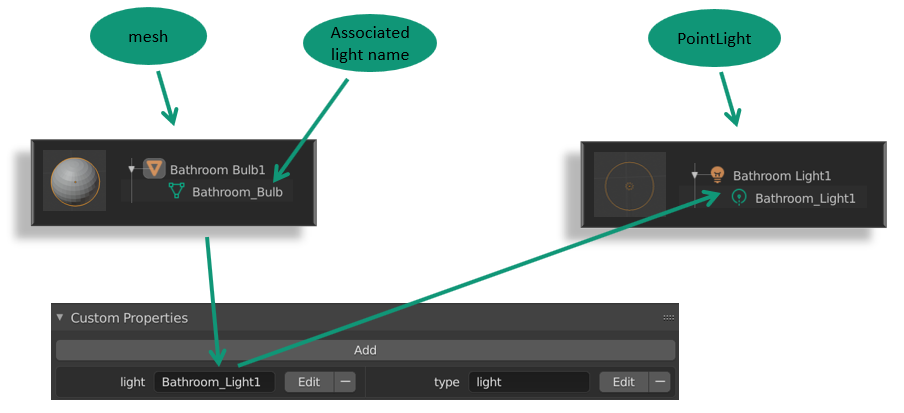 mesh
Associated
light name
PointLight
Bathroom Bulb1
Bathroom_Bulb
Bathroom Light1
Bathroom_Light1
Custom Properties
Add
light Bathroom_Light1 Edit type light Edit